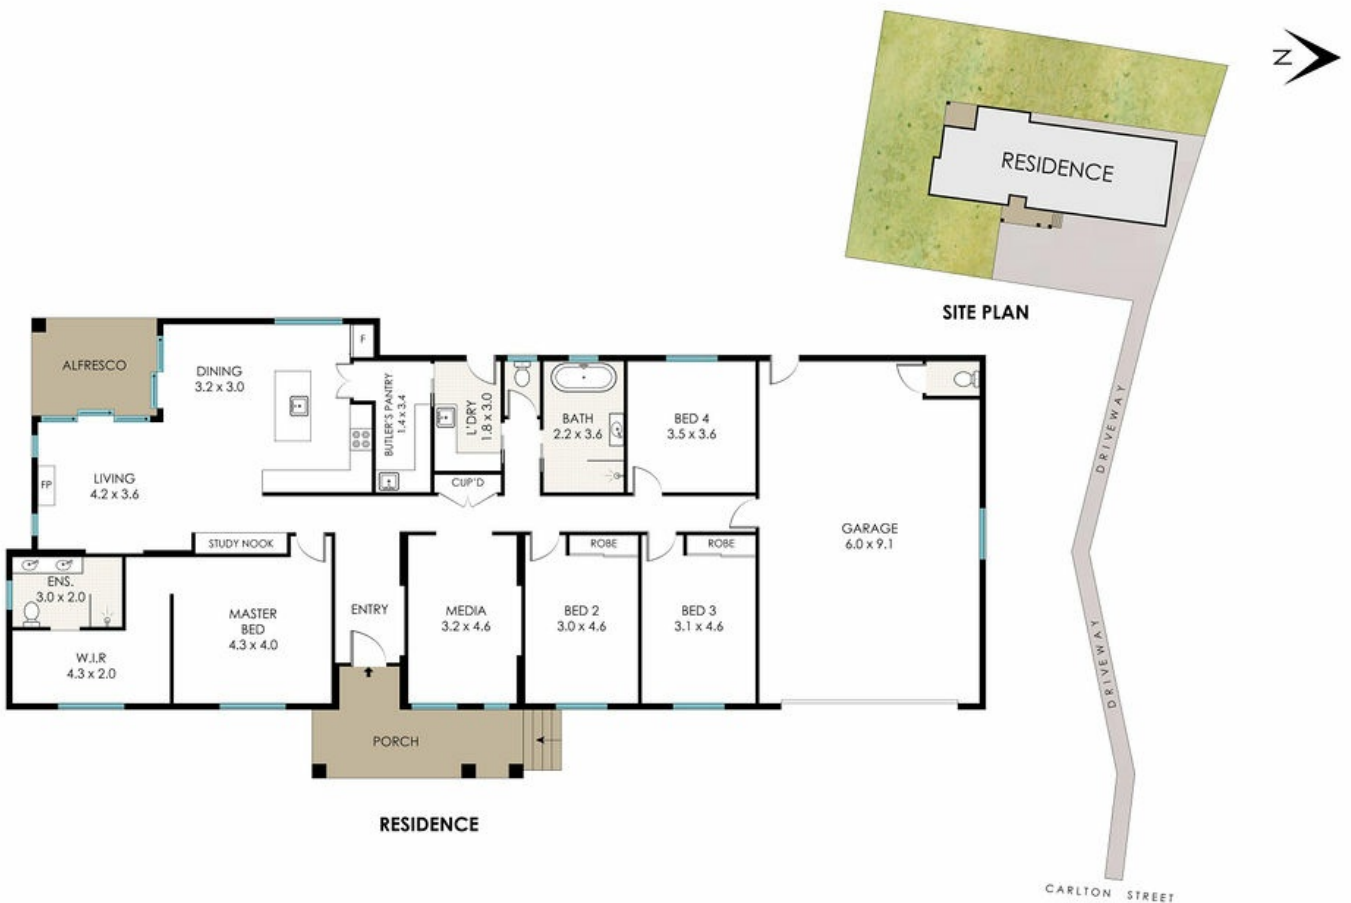 N
RESIDENCE
SITE PLAN
ALFRESCO
DINING
3.2 x 3.0
F
BUTLER'S PANTRY
1.4 x 3.4
L'DRY
1.8 x 3.0
BATH
2.2 x 3.6
BED 4
3.5 x 3.6
LIVING
4.2 x 3.6
FP
CUP'D
GARAGE
6.0 x 9.1
STUDY NOOK
ROBE
ROBE
ENS.
3.0 x 2.0
MASTER
BED
4.3 x 4.0
ENTRY
MEDIA
3.2 x 4.6
BED 2
3.0 x 4.6
BED 3
3.1 x 4.6
W.I.R
4.3 x 2.0
PORCH
RESIDENCE
DRIVEWAY
DRIVEWAY
CARLTON STREET